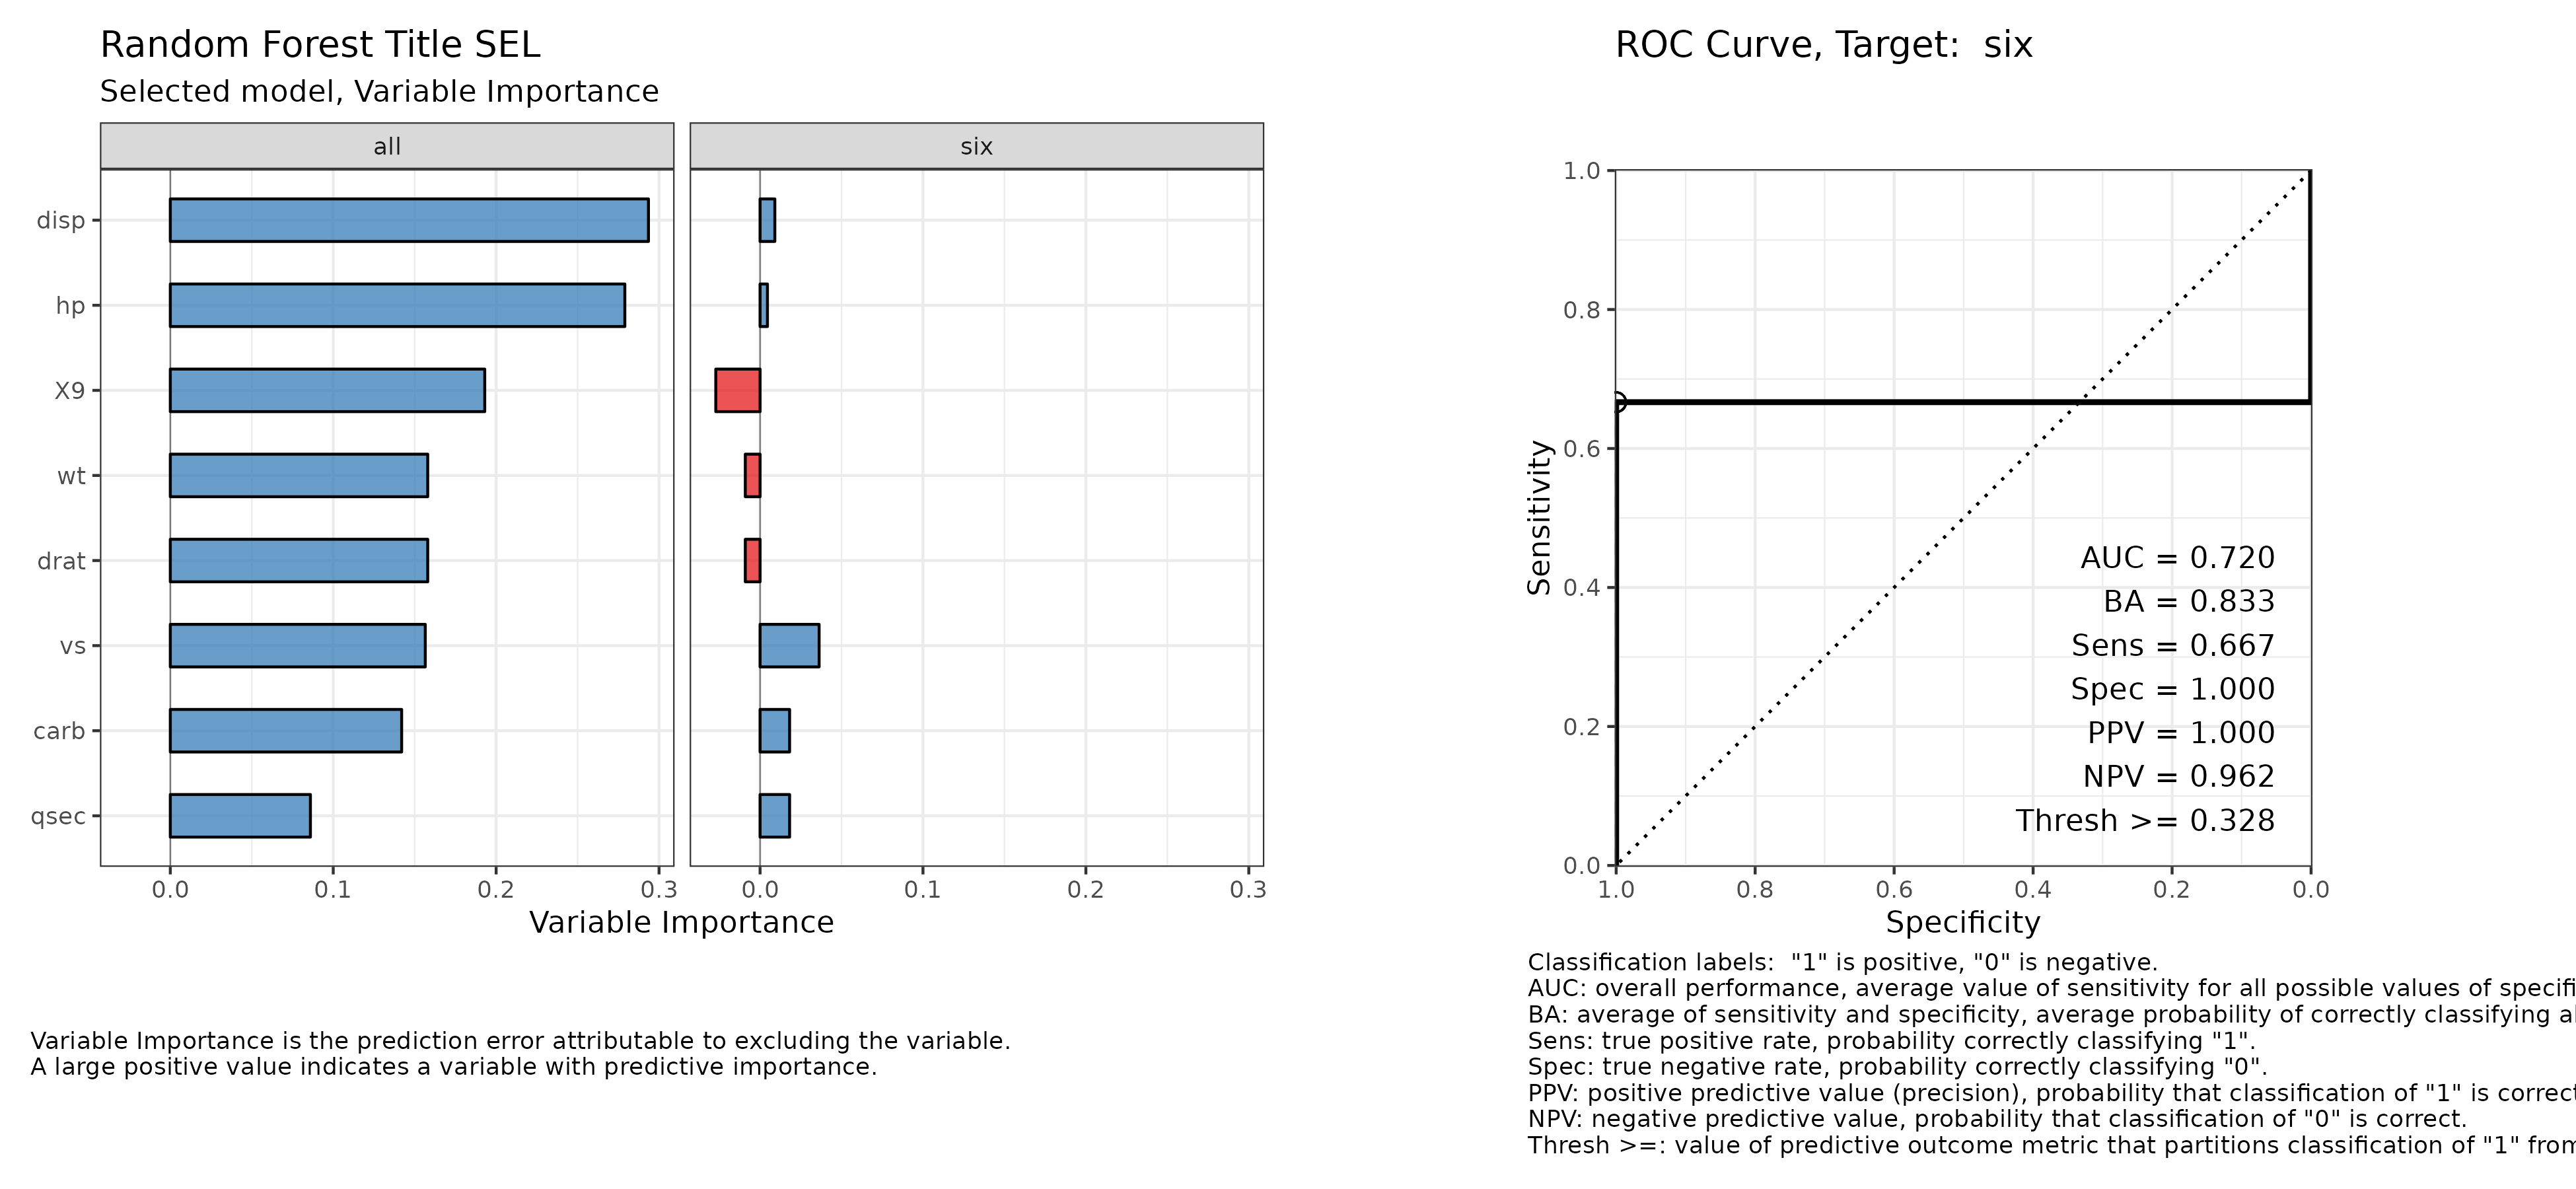 Random Forest Title SEL
Selected model, Variable Importance
all
six
disp
hp
X9
wt
drat
vs
carb
qsec
0.0 0.1 0.2 0.3
0.0 0.1 0.2 0.3
Variable Importance
Variable Importance is the prediction error attributable to excluding the variable.
A large positive value indicates a variable with predictive importance.
ROC Curve, Target:  six
Sensitivity
1.0
0.8
0.6
0.4
0.2
0.0
AUC = 0.720
BA = 0.833
Sens = 0.667
Spec = 1.000
PPV = 1.000
NPV = 0.962
Thresh >= 0.328
1.0 0.8 0.6 0.4 0.2 0.0
Specificity
Classification labels:  "1" is positive, "0" is negative.
AUC: overall performance, average value of sensitivity for all possible values of
BA: average of sensitivity and specificity, average probability of correctly classifying
Sens: true positive rate, probability correctly classifying "1".
Spec: true negative rate, probability correctly classifying "0".
PPV: positive predictive value (precision), probability that classification of "1" is correct
NPV: negative predictive value, probability that classification of "0" is correct.
Thresh >=: value of predictive outcome metric that partitions classification of "1" from